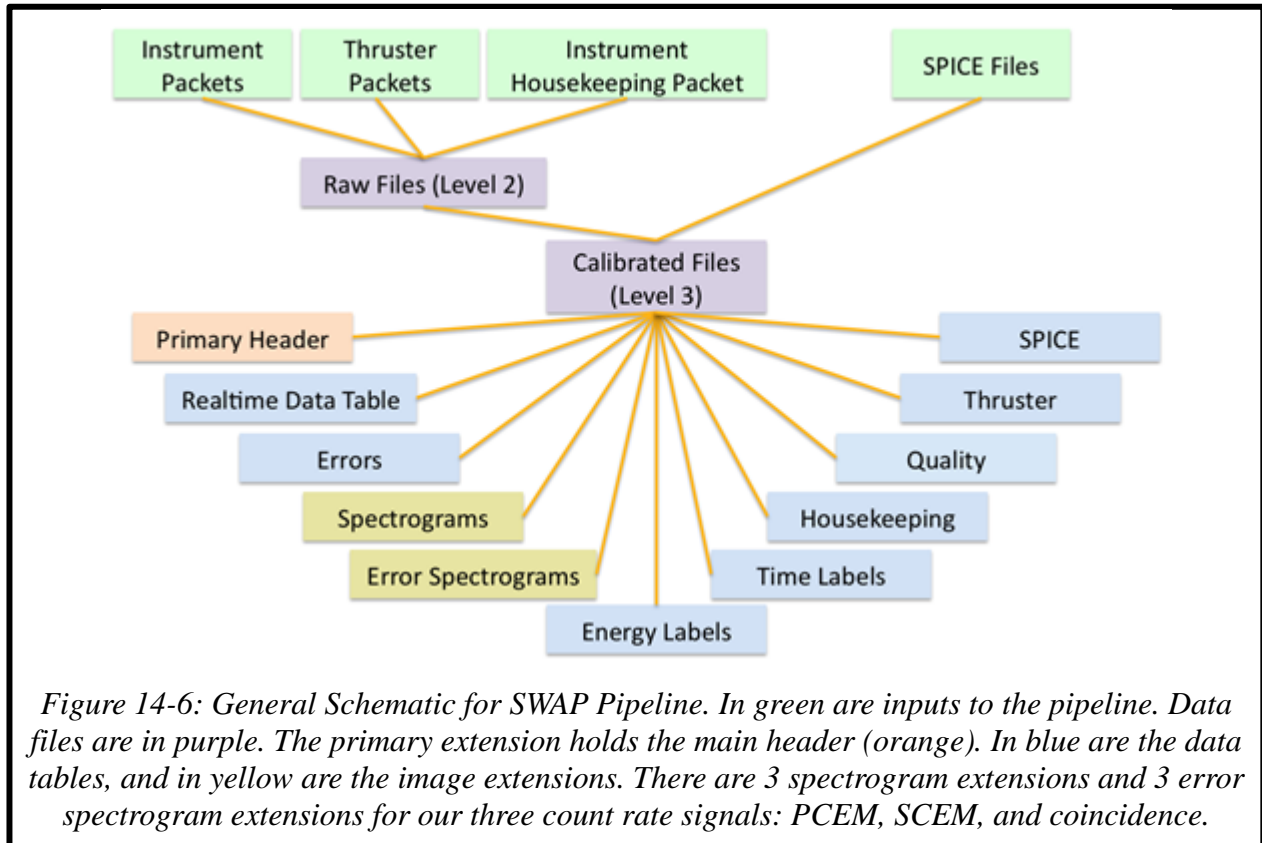 Instrument
Packets
Thruster
Packets
Instrument
Housekeeping Packet
SPICE Files
Raw Files (Level 2)
Calibrated Files
(Level 3)
Primary Header
SPICE
Realtime Data Table
Thruster
Errors
Quality
Spectrograms
Housekeeping
Error Spectrograms
Time Labels
Energy Labels
Figure 14-6: General Schematic for SWAP Pipeline. In green are inputs to the pipeline. Data
files are in purple. The primary extension holds the main header (orange). In blue are the data
tables, and in yellow are the image extensions. There are 3 spectrogram extensions and 3 error
spectrogram extensions for our three count rate signals: PCEM, SCEM, and coincidence.